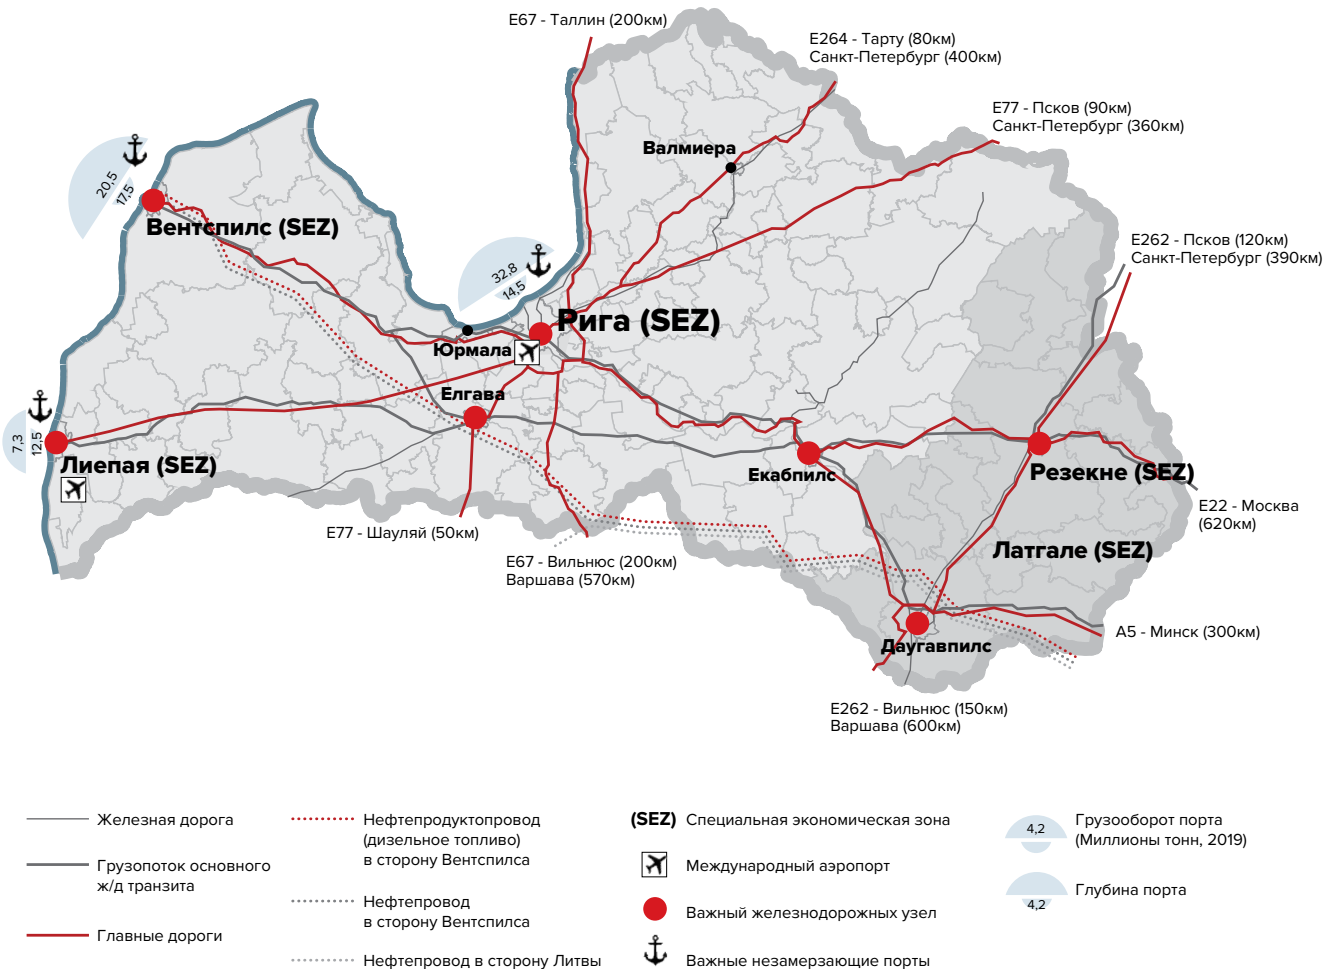 E67 - Таллин (200км)
E264 - Тарту (80км)
Санкт-Петербург (400км)
E77 - Псков (90км)
Санкт-Петербург (360км)
Валмиера
20,5
17,5
Вентспилс (SEZ)
E262 - Псков (120км)
Санкт-Петербург (390км)
32,8
14,5
Рига (SEZ)
Юрмала
Елгава
7,3
12,5
Лиепая (SEZ)
Екабпилс
Резекне (SEZ)
E22 - Москва
(620км)
E77 - Шауляй (50км)
Латгале (SEZ)
E67 - Вильнюс (200км)
Варшава (570км)
A5 - Минск (300км)
Даугавпилс
E262 - Вильнюс (150км)
Варшава (600км)
Железная дорога
Грузопоток основного
ж/д транзита
Главные дороги
Нефтепродуктопровод
(дизельное топливо)
в сторону Вентспилса
Нефтепровод
в сторону Вентспилса
Нефтепровод в сторону Литвы
(SEZ) Специальная экономическая зона
Международный аэропорт
Важный железнодорожных узел
Важные незамерзающие порты
4,2
Грузооборот порта
(Миллионы тонн, 2019)
Глубина порта
4,2